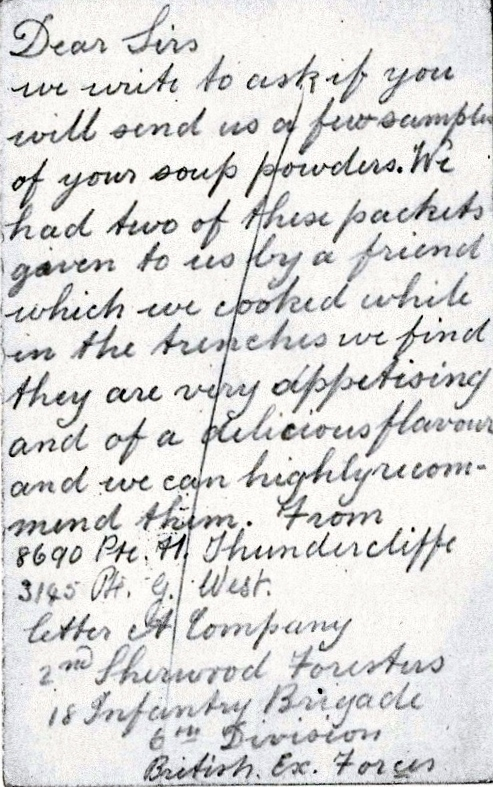 Dear Sirs
we write to ask if you
will send us a few samples
of your soup powders. We
had two of these packets
given to us by a friend
which we cooked while
in the trenches we find
they are very appetising
and of a delicious flavour
and we can highly recom-
mend them. From
8690 Pte. H. Thundercliffe
3145 Pt. G. West.
letter A Company
2nd Sherwood Foresters
18 Infantry Brigade
6th Division
British. Ex. Forces